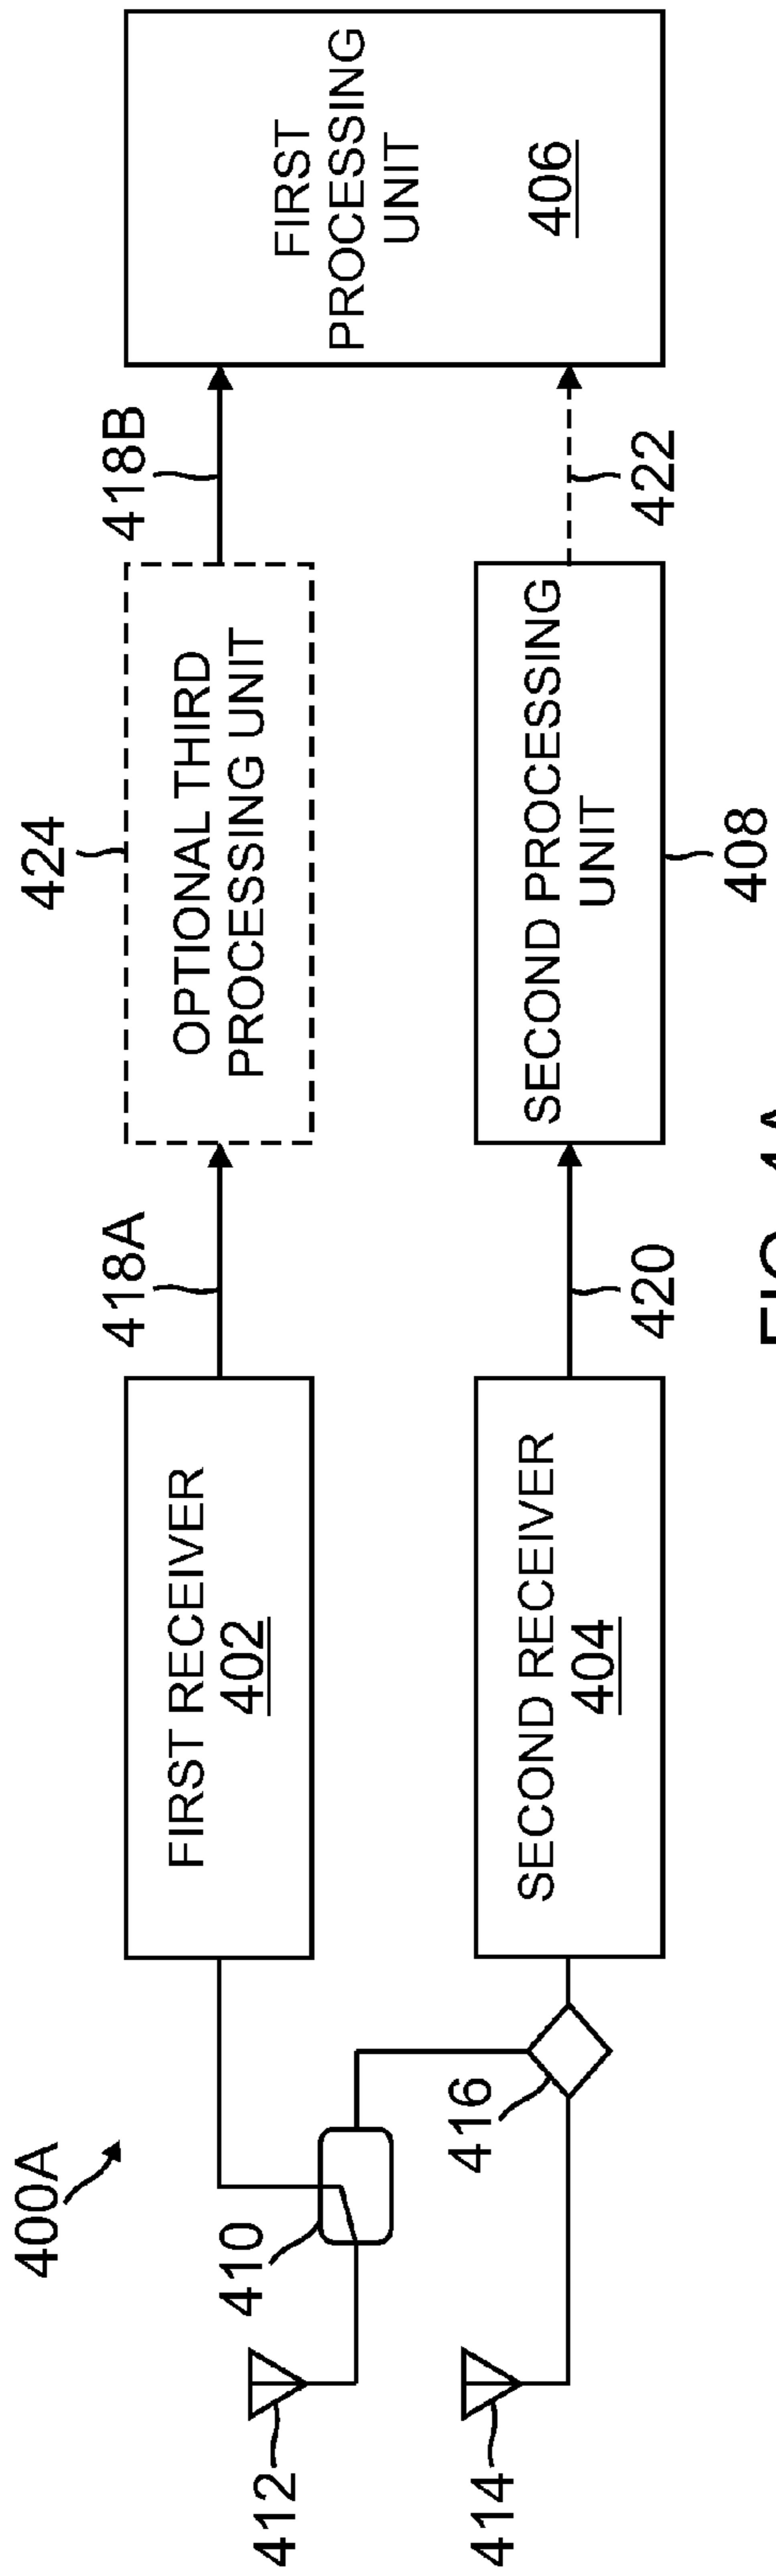 400A
412
410
414
416
FIRST RECEIVER
402
SECOND RECEIVER
404
418A
420
424
OPTIONAL THIRD
PROCESSING UNIT
SECOND PROCESSING
UNIT
408
418B
422
FIRST
PROCESSING
UNIT
406